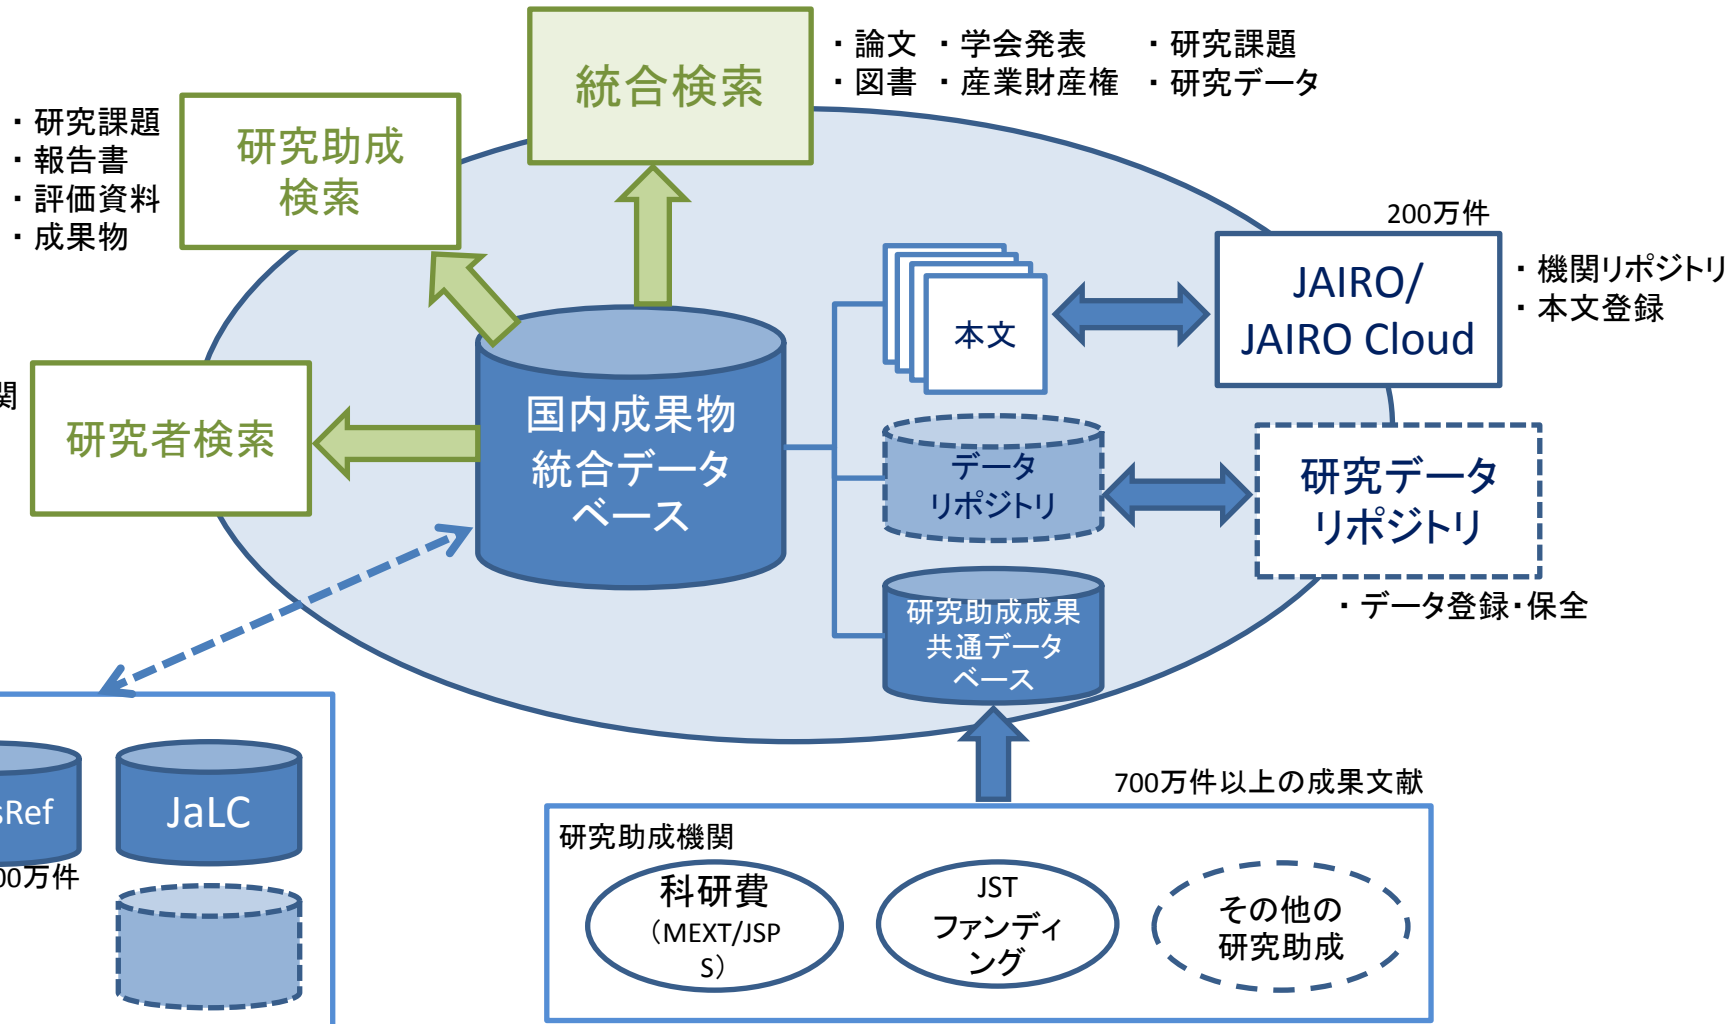 統合検索
・論文 ・学会発表 ・研究課題
・図書 ・産業財産権 ・研究データ
・研究課題
・報告書
・評価資料
・成果物
研究助成
検索
200万件
JAIRO/
JAIRO Cloud
・機関リポジトリ
・本文登録
本文
関
研究者検索
国内成果物
統合データ
ベース
データ
リポジトリ
研究データ
リポジトリ
・データ登録・保全
研究助成成果
共通データ
ベース
sRef
JaLC
00万件
700万件以上の成果文献
研究助成機関
科研費
（MEXT/JSP
S）
JST
ファンディ
ング
その他の
研究助成